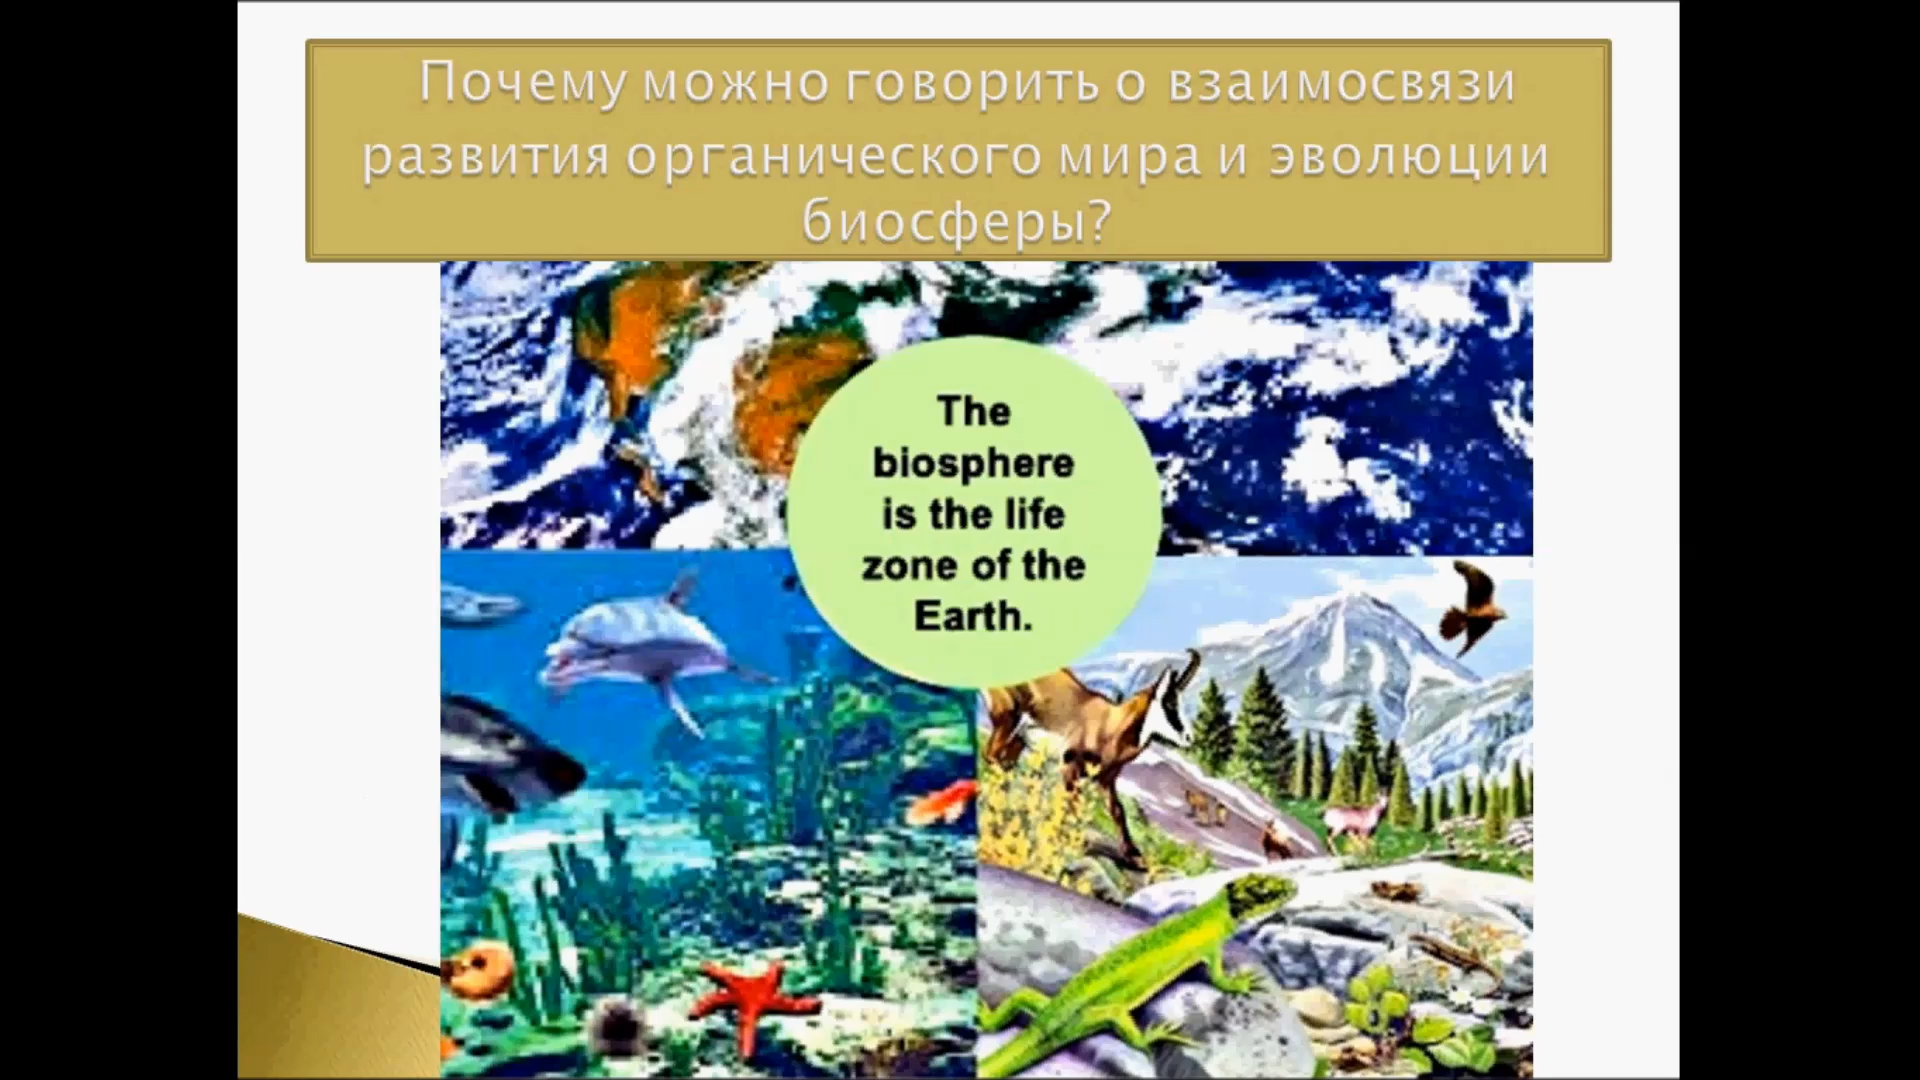 Почему можно говорить о взаимосвязи
развития органического мира и эволюции
биосферы?
The
biosphere
is the life
zone of the
Earth.